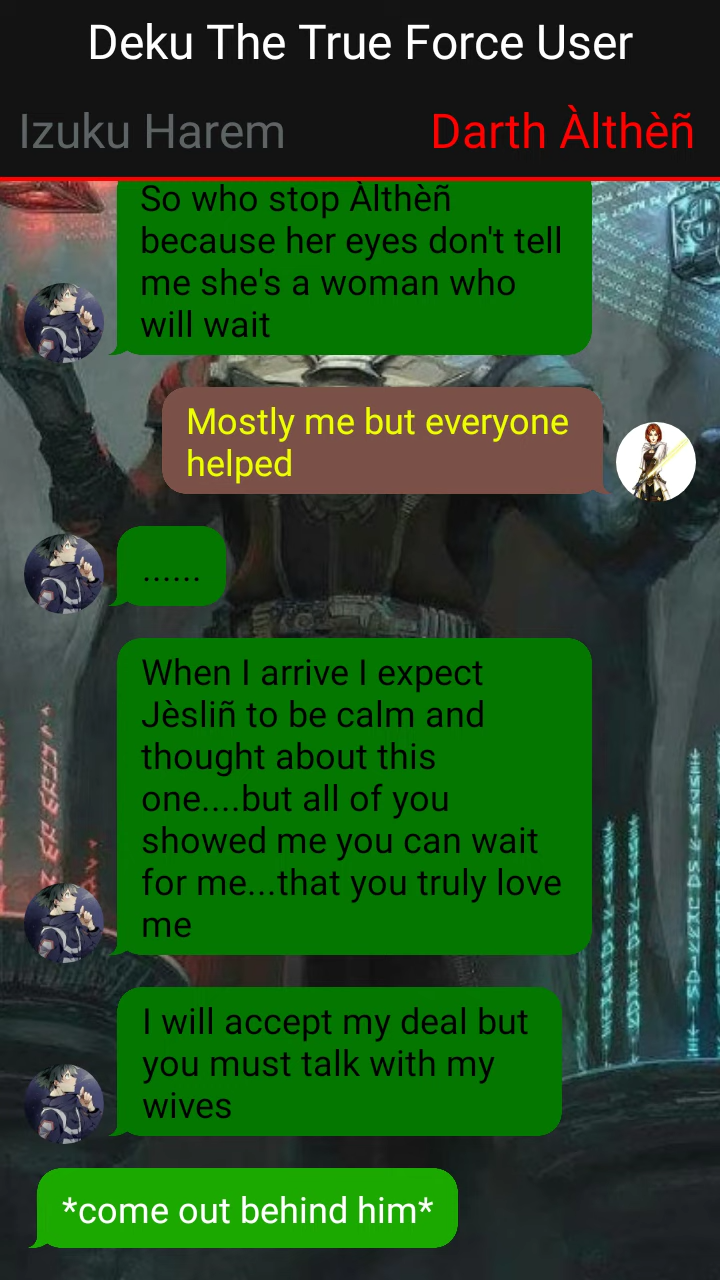 Deku The True Force User
Izuku Harem
Darth Àlthèñ
So who stop Àlthèñ
because her eyes don't tell
me she's a woman who
will wait
Mostly me but everyone
helped
......
When I arrive I expect
Jèsliñ to be calm and
thought about this
one....but all of you
showed me you can wait
for me...that you truly love
me
I will accept my deal but
you must talk with my
wives
*come out behind him*